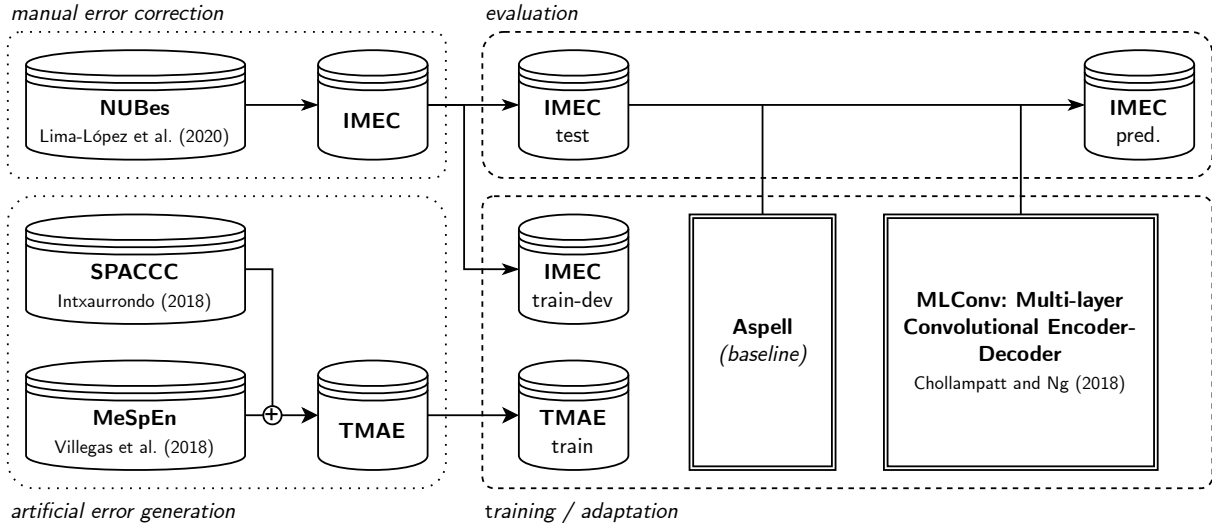 manual error correction
evaluation
NUBes
Lima-López et al. (2020)
IMEC
IMEC
test
IMEC
pred.
SPACCC
Intxaurrondo (2018)
IMEC
train-dev
Aspell
(baseline)
MLConv: Multi-layer
Convolutional Encoder-
Decoder
Chollampatt and Ng (2018)
MeSpEn
Villegas et al. (2018)
TMAE
TMAE
train
artificial error generation
training / adaptation